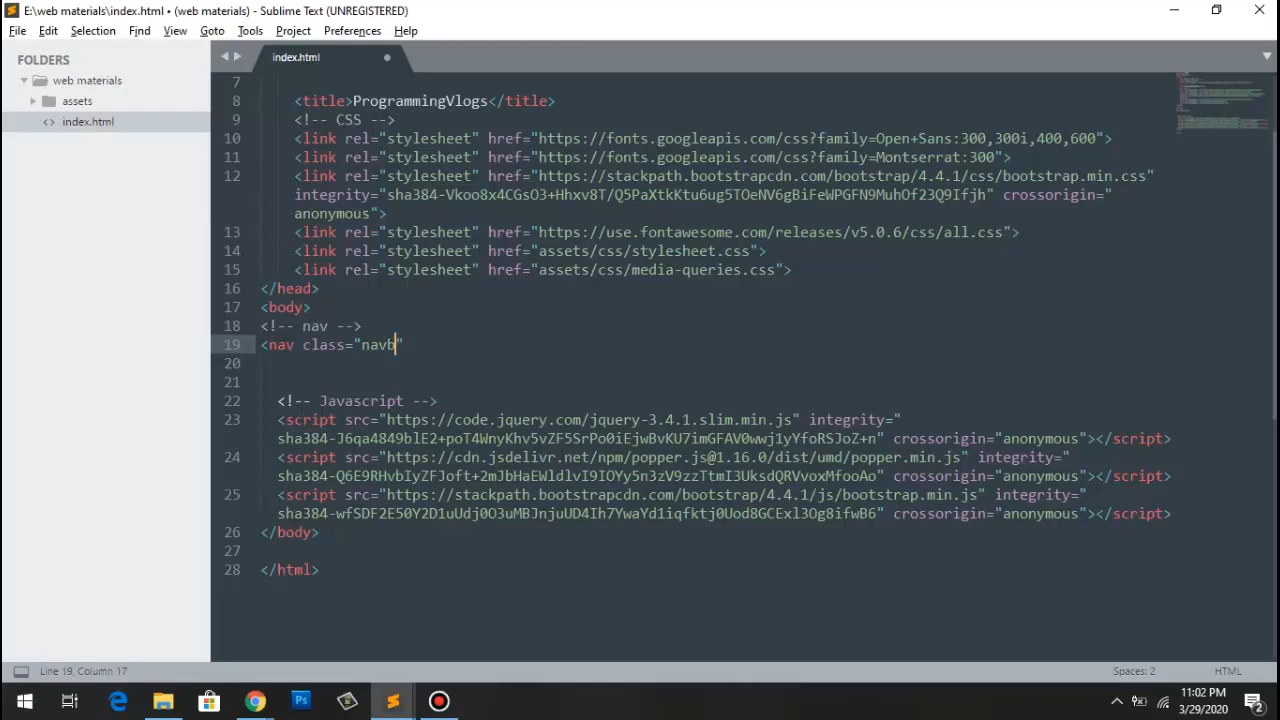 E:\web materials\index.html • (web materials) - Sublime Text (UNREGISTERED)
File Edit Selection Find View Goto Tools Project Preferences Help
FOLDERS
web materials
assets
index.html
index.html
7
8 <title>ProgrammingVlogs</title>
9 <!-- CSS -->
10 <link rel="stylesheet" href="https://fonts.googleapis.com/css?family=Open+Sans:300,300i,400,600">
11 <link rel="stylesheet" href="https://fonts.googleapis.com/css?family=Montserrat:300">
12 <link rel="stylesheet" href="https://stackpath.bootstrapcdn.com/bootstrap/4.4.1/css/bootstrap.min.css"
integrity="sha384-Vkoo8x4CGsO3+Hhxv8T/Q5PaXtkKtu6ug5TOeNV6gBiFeWPGFN9MuhOf23Q9Ifjh" crossorigin="
anonymous">
13 <link rel="stylesheet" href="https://use.fontawesome.com/releases/v5.0.6/css/all.css">
14 <link rel="stylesheet" href="assets/css/stylesheet.css">
15 <link rel="stylesheet" href="assets/css/media-queries.css">
16 </head>
17 <body>
18 <!-- nav -->
19 <nav class="navb"
20
21
22 <!-- Javascript -->
23 <script src="https://code.jquery.com/jquery-3.4.1.slim.min.js" integrity="
sha384-J6qa4849blE2+poT4WnyKhv5vZF5SrPo0iEjwBvKU7imGFAV0wwj1yYfoRSJoZ+n" crossorigin="anonymous"></script>
24 <script src="https://cdn.jsdelivr.net/npm/popper.js@1.16.0/dist/umd/popper.min.js" integrity="
sha384-Q6E9RHvbIyZFJoft+2mJbHaEWldlvI9IOYy5n3zV9zzTtmI3UksdQRVvoxMfooAo" crossorigin="anonymous"></script>
25 <script src="https://stackpath.bootstrapcdn.com/bootstrap/4.4.1/js/bootstrap.min.js" integrity="
sha384-wfSDF2E50Y2D1uUdj0O3uMBJnjuUD4Ih7YwaYd1iqfktj0Uod8GCExl3Og8ifwB6" crossorigin="anonymous"></script>
26 </body>
27
28 </html>
Line 19, Column 17
Spaces: 2
HTML
11:02 PM
3/29/2020
2